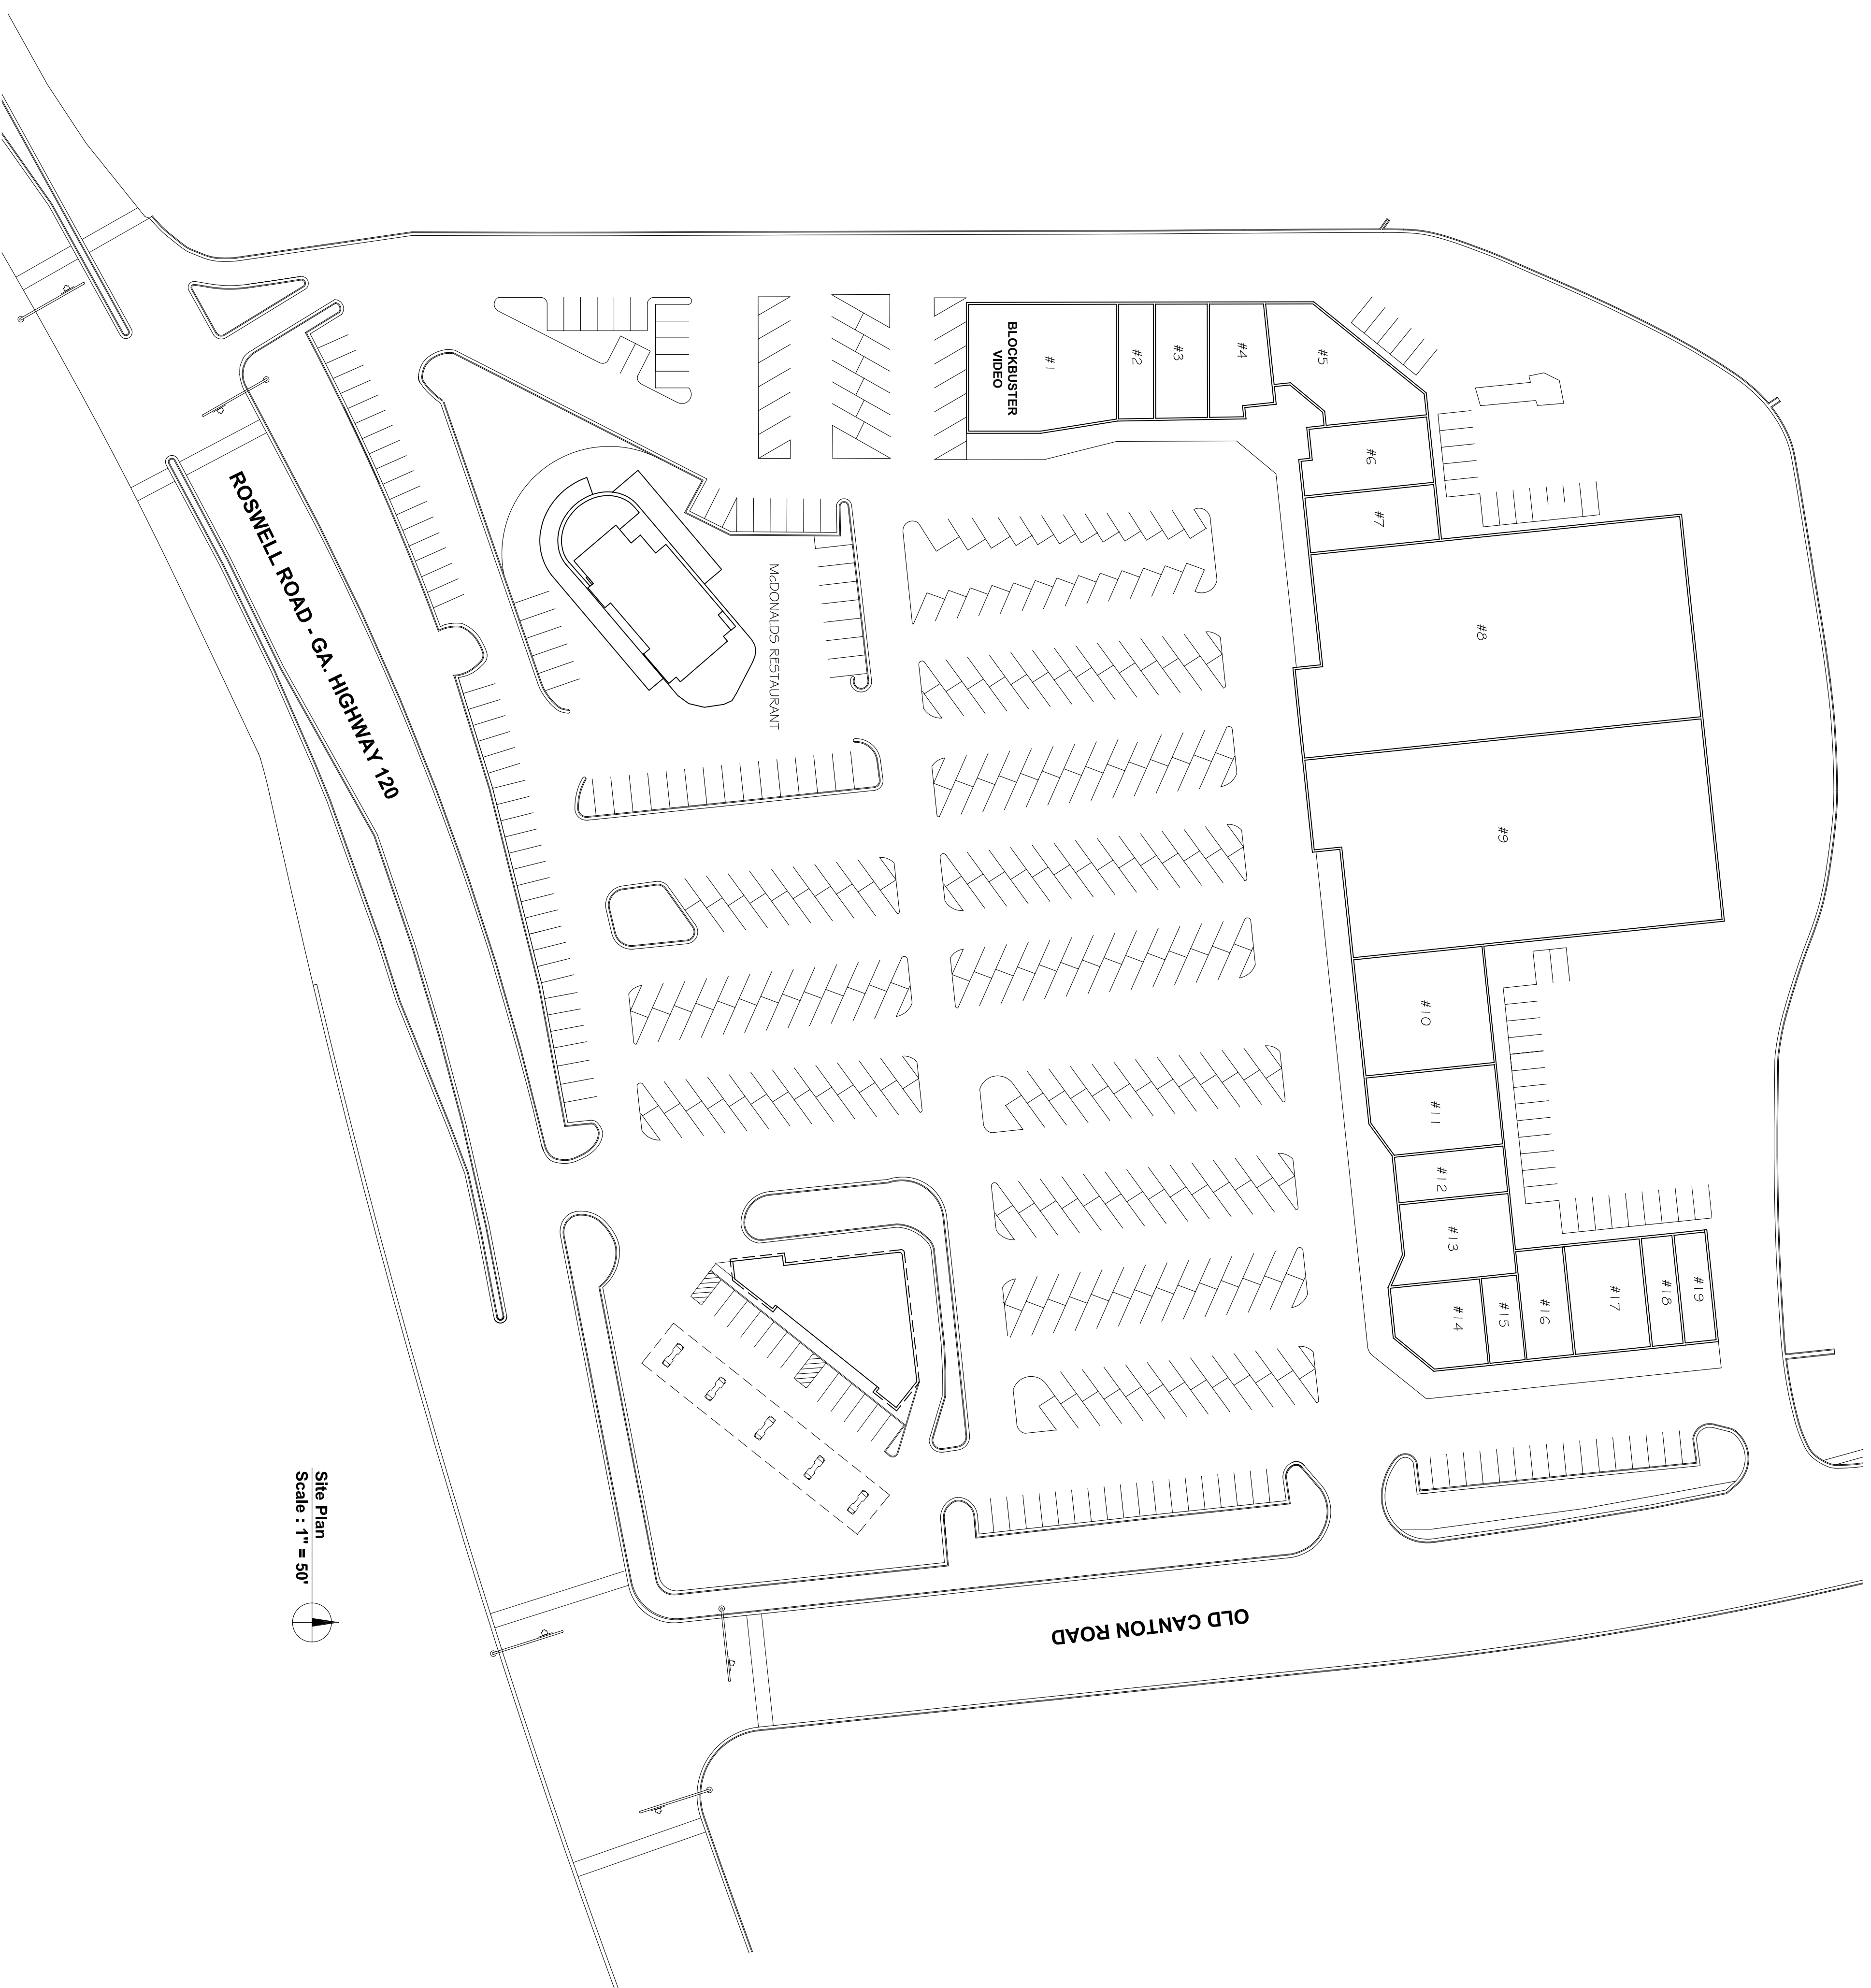 BLOCKBUSTER
VIDEO
#1
#2
#3
#4
#5
#6
#7
#8
#9
#10
#11
#12
#13
#14
#15
#16
#17
#18
#19
McDONALDS RESTAURANT
ROSWELL ROAD - GA. HIGHWAY 120
OLD CANTON ROAD
Site Plan
Scale : 1" = 50'